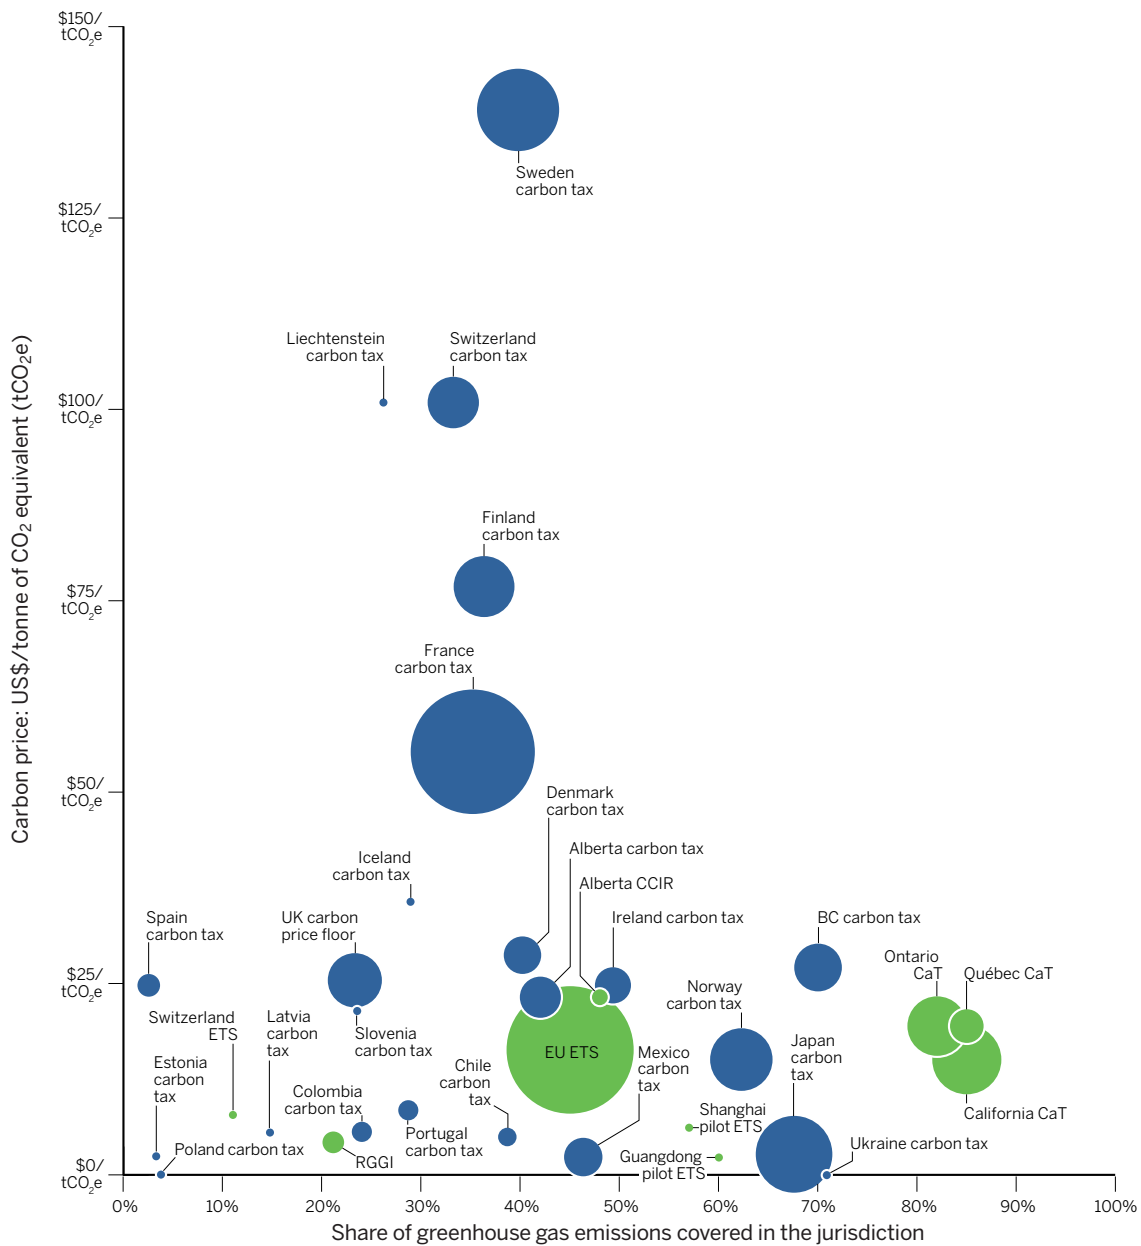 $150/
tCO2e
Sweden
carbon tax
$125/
tCO2e
Liechtenstein
carbon tax
Switzerland
carbon tax
$100/
tCO2e
Carbon price: US$/tonne of CO2 equivalent (tCO2e)
Finland
carbon tax
$75/
tCO2e
France
carbon tax
$50/
tCO2e
Denmark
carbon tax
Alberta carbon tax
Iceland
carbon tax
Alberta CCIR
Spain
carbon tax
UK carbon
price floor
Ireland carbon tax
BC carbon tax
Ontario
CaT
Québec CaT
$25/
tCO2e
Norway
carbon tax
Switzerland
ETS
Latvia
carbon
tax
Slovenia
carbon tax
EU ETS
Mexico
carbon
tax
Japan
carbon
tax
Estonia
carbon
tax
Chile
carbon
tax
Colombia
carbon tax
Shanghai
pilot ETS
California CaT
Portugal
carbon tax
Poland carbon tax
RGGI
Guangdong
pilot ETS
Ukraine carbon tax
$0/
tCO2e
0%
10%
20%
30%
40%
50%
60%
70%
80%
90%
100%
Share of greenhouse gas emissions covered in the jurisdiction